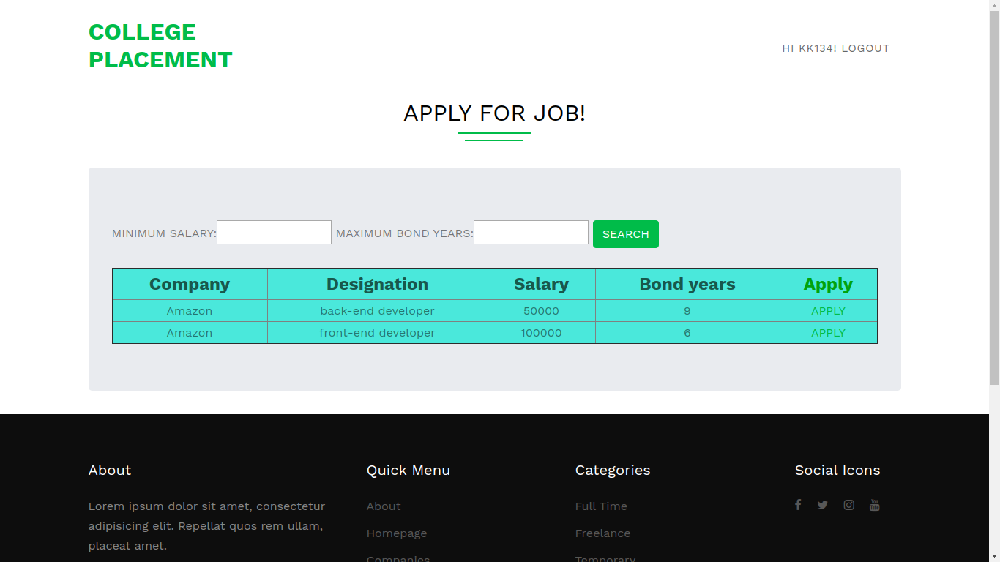 COLLEGE
PLACEMENT
HI KK134! LOGOUT
APPLY FOR JOB!
MINIMUM SALARY: MAXIMUM BOND YEARS: SEARCH
Company Designation Salary Bond years Apply
Amazon back-end developer 50000 9 APPLY
Amazon front-end developer 100000 6 APPLY
About Quick Menu Categories Social Icons
Lorem ipsum dolor sit amet, consectetur
adipisicing elit. Repellat quos rem ullam,
placeat amet.
About
Homepage
Companies
Full Time
Freelance
Temporary